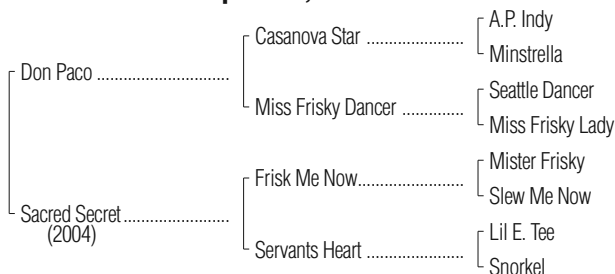 A.P. Indy
Casanova Star ..................
Minstrella
Don Paco ........................
Seattle Dancer
Miss Frisky Dancer ............
Miss Frisky Lady
Mister Frisky
Frisk Me Now....................
Slew Me Now
Sacred Secret...................
(2004)
Lil E. Tee
Servants Heart ..................
Snorkel